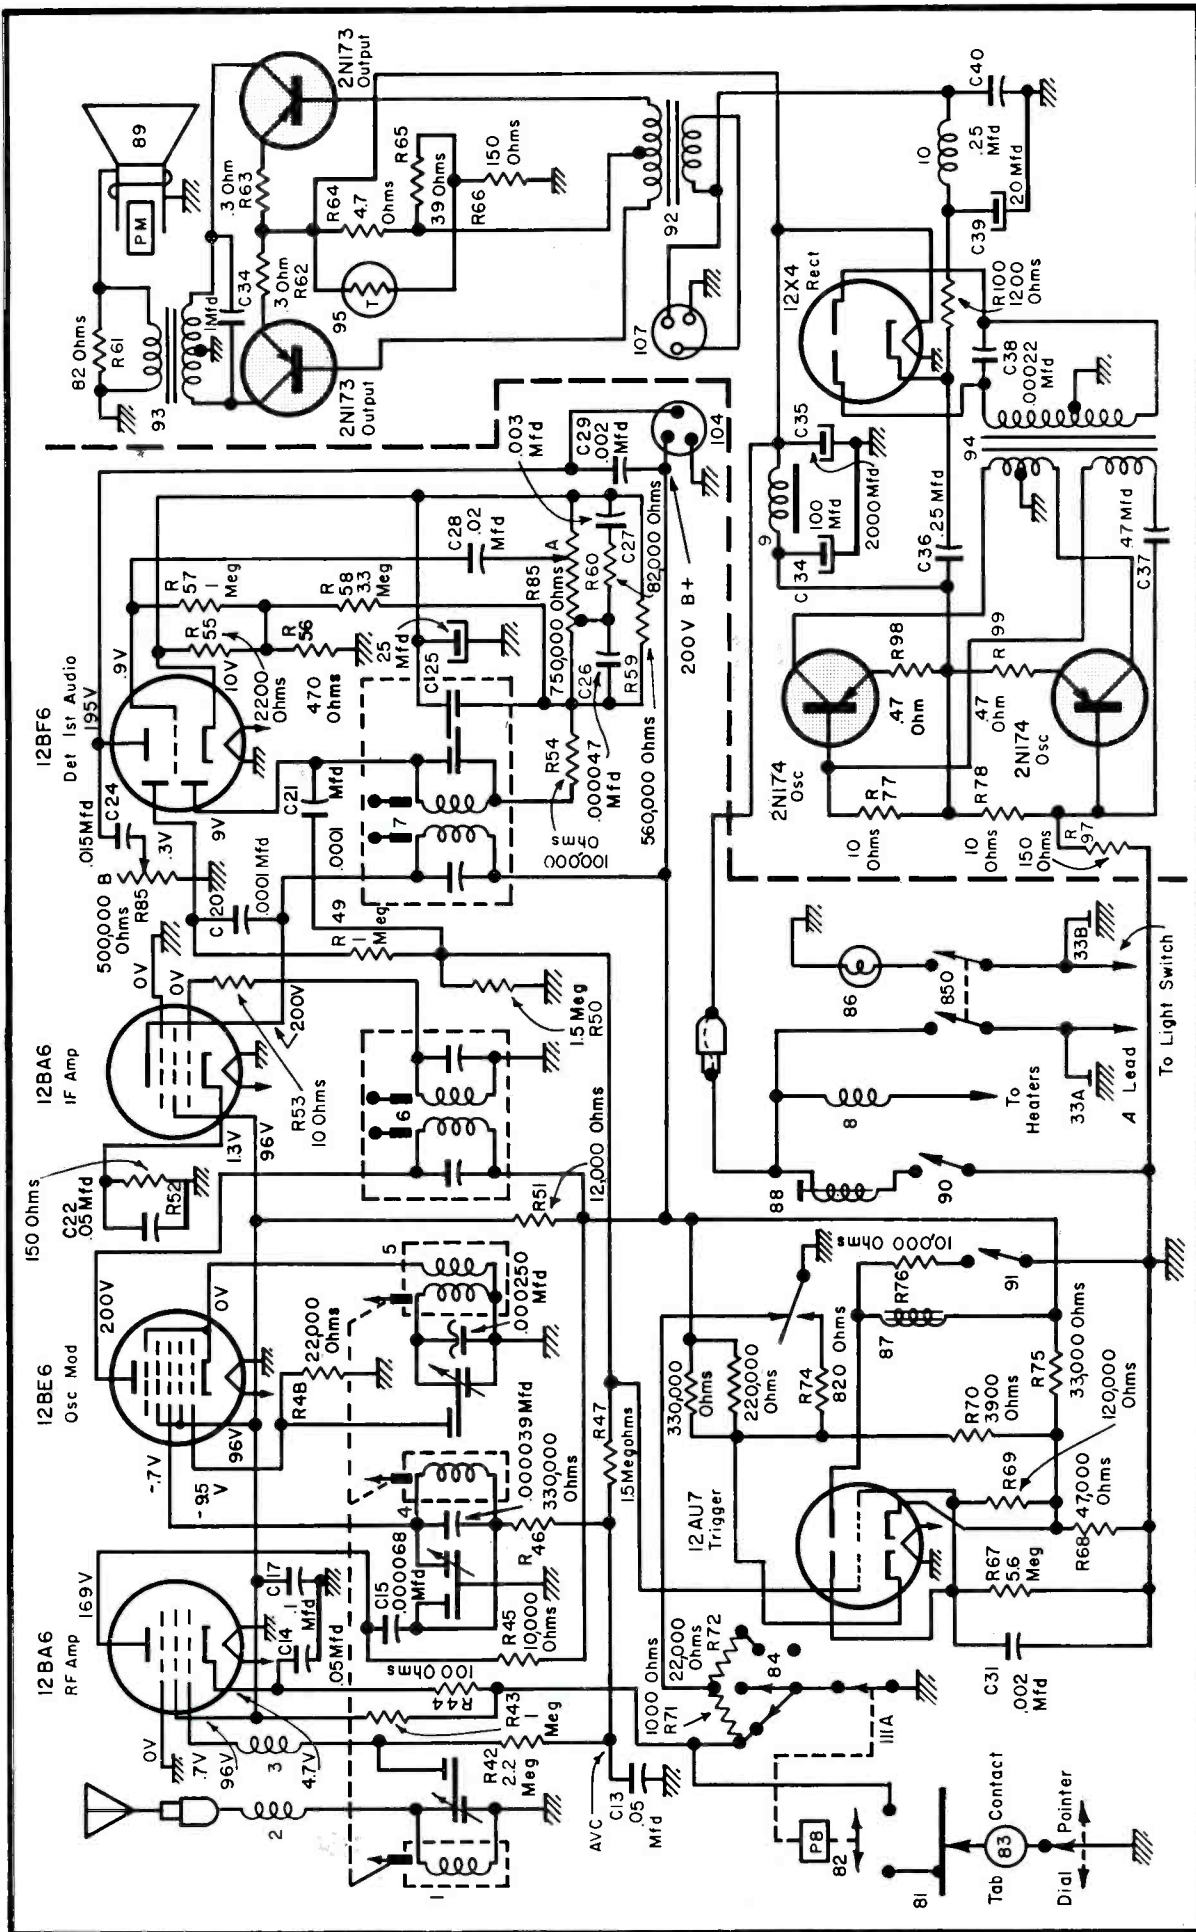 12BA6
RF Amp
169V
0V
.7V
96V
4.7V
3
2
1
C17
.1
Mfd
C14
.05Mfd
100 Ohms
R44
R43
1
Meg
R42
2.2
Meg
AVC
C13
.05
Mfd
C15
.000068
Mfd
R45
10,000
Ohms
12BE6
Osc Mod
200V
-.7V
-9.5
V
96V
0V
R48
22,000
Ohms
4
.000039 Mfd
330,000
Ohms
R
46
5
.000250
Mfd
R47
1.5 Megohms
150 Ohms
C22
.05Mfd
R52
12BA6
IF Amp
1.3V
96V
0V
0V
200V
R53
10 Ohms
6
R51
12,000 Ohms
1.5 Meg
R50
R 49
1
Meg
500,000 B
Ohms
R85
.015Mfd
C24
.3V
C20
.0001 Mfd
12BF6
Det 1st Audio
195V
.9V
10V
9V
C21
.0001
Mfd
R
57
1
Meg
R
55
2200
Ohms
R
56
470
Ohms
R
58
3.3
Meg
7
25
Mfd
C25
C28
.02
Mfd
R54
100,000
Ohms
750,000 Ohms
R85
A
C26
.000047
Mfd
R60
C27
.003
Mfd
82,000 Ohms
R59
560,000 Ohms
C29
.002
Mfd
104
200V B+
82 Ohms
R61
93
PM
89
.1Mfd
C34
2N173
Output
2N173
Output
.3 Ohm
R63
.3 Ohm
R62
R64
4.7
Ohms
95
T
R65
39 Ohms
R66
150
Ohms
92
107
10
C40
.25
Mfd
C39
20 Mfd
12X4
Rect
R100
1200
Ohms
C38
.00022
Mfd
94
9
C34
100
Mfd
C35
2000 Mfd
C36
.25 Mfd
.47 Mfd
C37
2N174
Osc
R98
.47
Ohm
R 99
.47
Ohm
2N174
Osc
R
77
10
Ohms
R78
10
Ohms
150
Ohms
R
97
86
850
33B
33A
A Lead
To Light Switch
8
To
Heaters
88
90
10,000 Ohms
R76
91
87
R75
33,000 Ohms
330,000
Ohms
220,000
Ohms
R74
820 Ohms
R70
3900
Ohms
R69
120,000
Ohms
12AU7
Trigger
R68
47,000
Ohms
R67
5.6
Meg
C31
.002
Mfd
22,000
Ohms
R72
1000 Ohms
R71
84
111A
P8
82
81
Tab
83
Contact
Dial
Pointer